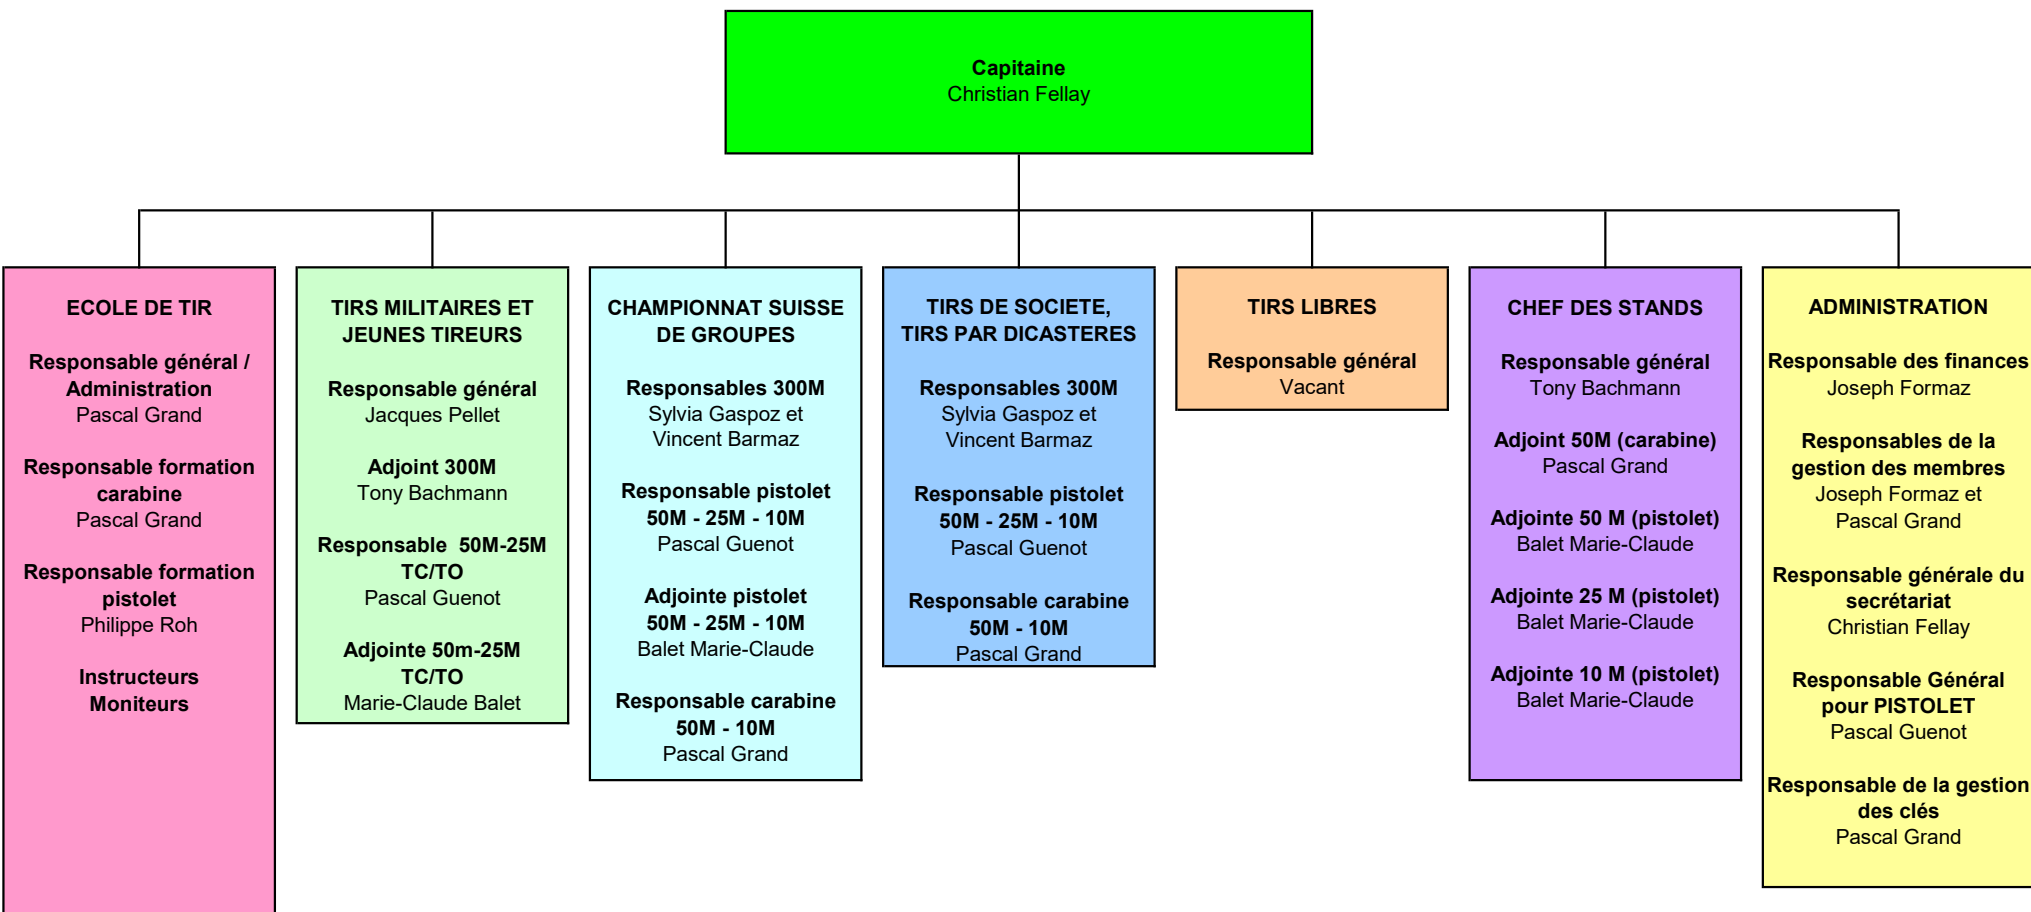 Capitaine
Christian Fellay
ECOLE DE TIR
Responsable général /
Administration
Pascal Grand
Responsable formation
carabine
Pascal Grand
Responsable formation
pistolet
Philippe Roh
Instructeurs
Moniteurs
TIRS MILITAIRES ET
JEUNES TIREURS
Responsable général
Jacques Pellet
Adjoint 300M
Tony Bachmann
Responsable  50M-25M
TC/TO
Pascal Guenot
Adjointe 50m-25M
TC/TO
Marie-Claude Balet
CHAMPIONNAT SUISSE
DE GROUPES
Responsables 300M
Sylvia Gaspoz et
Vincent Barmaz
Responsable pistolet
50M - 25M - 10M
Pascal Guenot
Adjointe pistolet
50M - 25M - 10M
Balet Marie-Claude
Responsable carabine
50M - 10M
Pascal Grand
TIRS DE SOCIETE,
TIRS PAR DICASTERES
Responsables 300M
Sylvia Gaspoz et
Vincent Barmaz
Responsable pistolet
50M - 25M - 10M
Pascal Guenot
Responsable carabine
50M - 10M
Pascal Grand
TIRS LIBRES
Responsable général
Vacant
CHEF DES STANDS
Responsable général
Tony Bachmann
Adjoint 50M (carabine)
Pascal Grand
Adjointe 50 M (pistolet)
Balet Marie-Claude
Adjointe 25 M (pistolet)
Balet Marie-Claude
Adjointe 10 M (pistolet)
Balet Marie-Claude
ADMINISTRATION
Responsable des finances
Joseph Formaz
Responsables de la
gestion des membres
Joseph Formaz et
Pascal Grand
Responsable générale du
secrétariat
Christian Fellay
Responsable Général
pour PISTOLET
Pascal Guenot
Responsable de la gestion
des clés
Pascal Grand